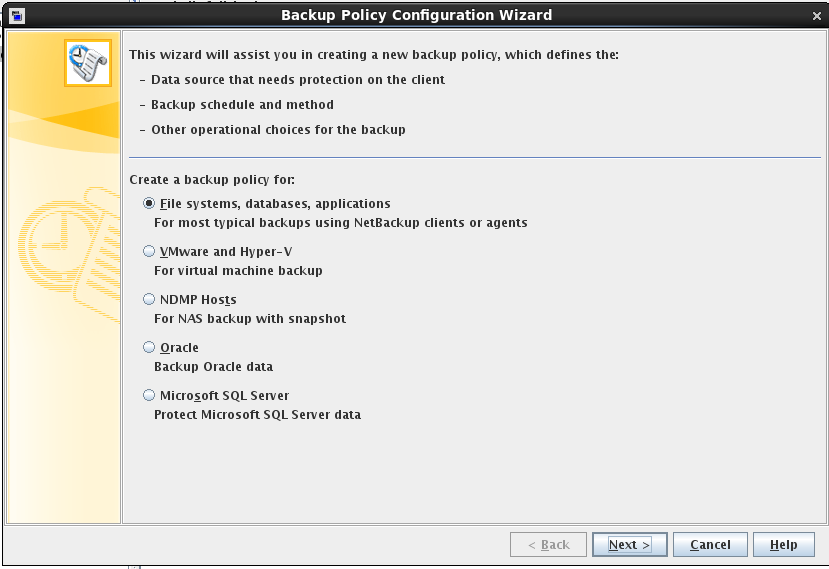 Backup Policy Configuration Wizard
This wizard will assist you in creating a new backup policy, which defines the:
- Data source that needs protection on the client
- Backup schedule and method
- Other operational choices for the backup
Create a backup policy for:
File systems, databases, applications
For most typical backups using NetBackup clients or agents
VMware and Hyper-V
For virtual machine backup
NDMP Hosts
For NAS backup with snapshot
Oracle
Backup Oracle data
Microsoft SQL Server
Protect Microsoft SQL Server data
< Back Next > Cancel Help